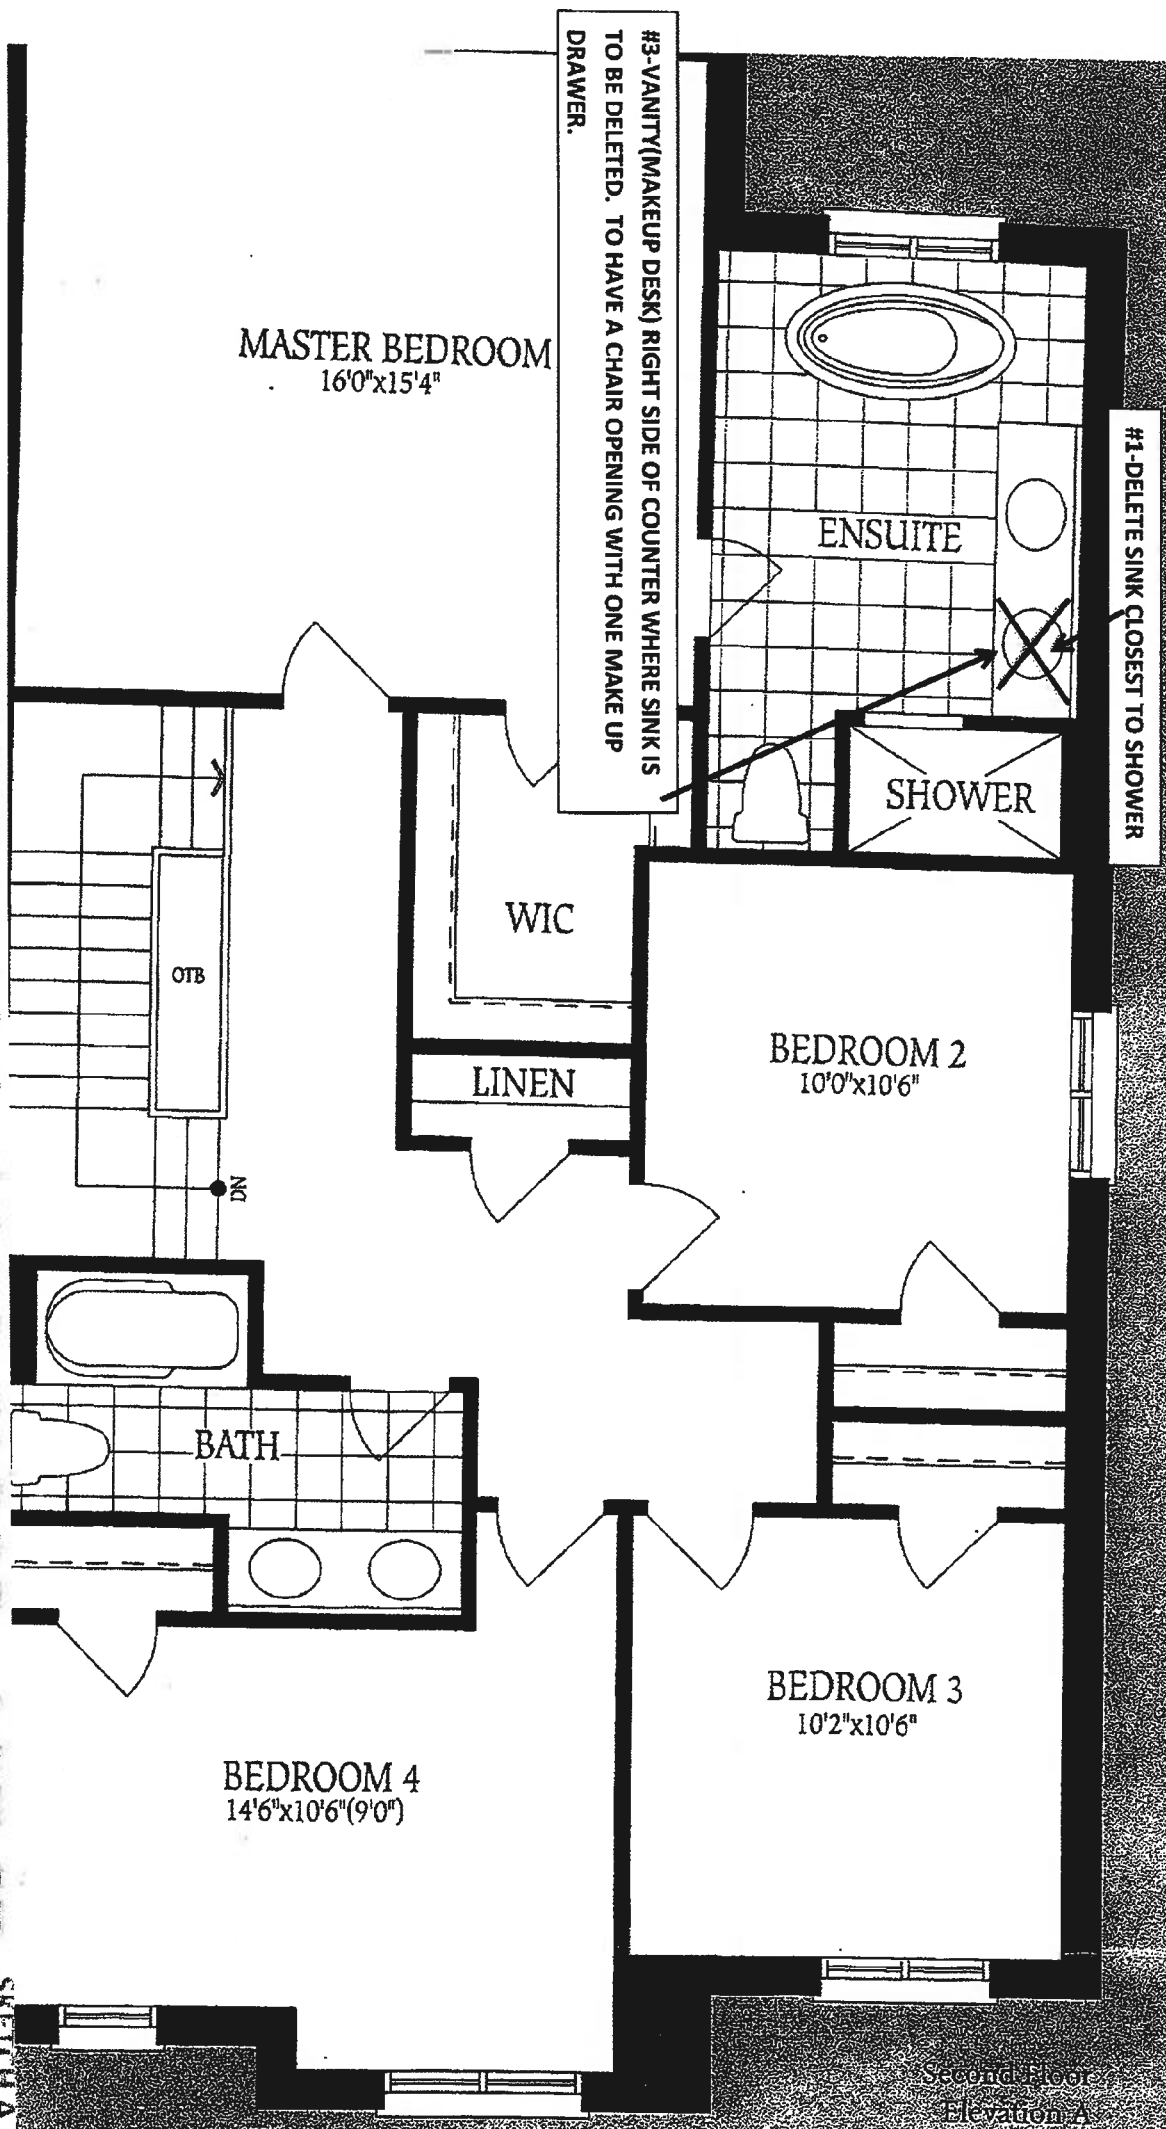 #3-VANITY(MAKEUP DESK) RIGHT SIDE OF COUNTER WHERE SINK IS
TO BE DELETED. TO HAVE A CHAIR OPENING WITH ONE MAKE UP
DRAWER.
#1-DELETE SINK CLOSEST TO SHOWER
MASTER BEDROOM
16'0"x15'4"
ENSUITE
SHOWER
WIC
OTB
LINEN
BEDROOM 2
10'0"x10'6"
DN
BATH
BEDROOM 3
10'2"x10'6"
BEDROOM 4
14'6"x10'6"(9'0")
Second Floor
Elevation A